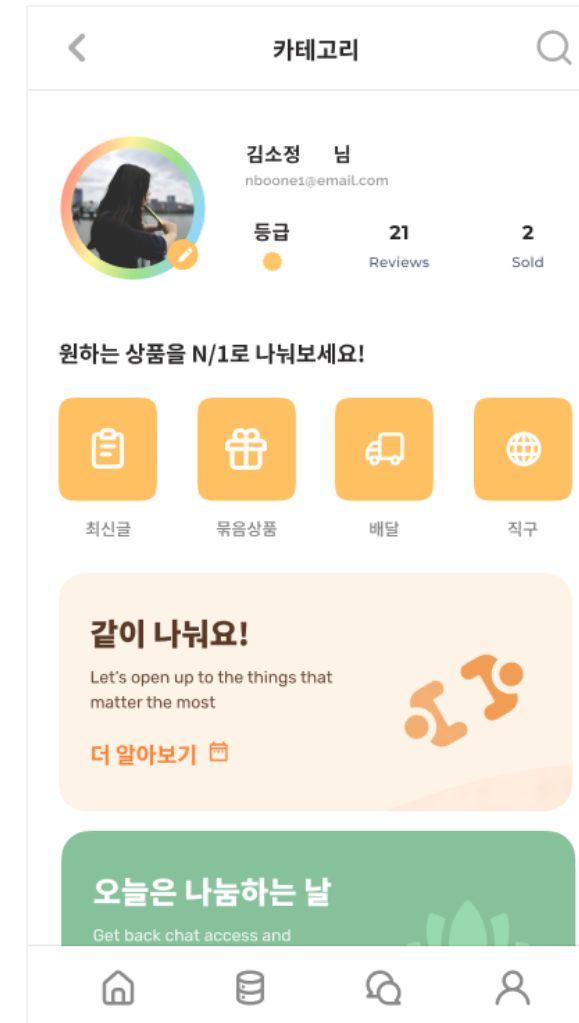 카테고리
김소정 님
nboone1@email.com
등급 21 2
Reviews Sold
원하는 상품을 N/1로 나눠보세요!
최신글 묶음상품 배달 직구
같이 나눠요!
Let's open up to the things that
matter the most
더 알아보기
오늘은 나눔하는 날
Get back chat access and